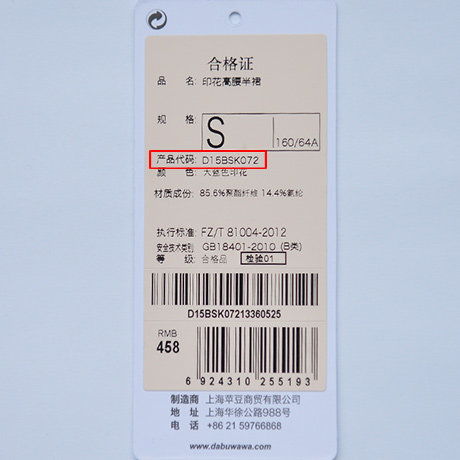 合格证
品 名: 印花高腰半裙
规 格: S 160/64A
产品代码: D15BSK072
颜 色: 大蓝色印花
材质成份: 85.6%聚酯纤维 14.4%氨纶
执行标准: FZ/T 81004-2012
安全技术类别 GB18401-2010 (B类)
等 级: 合格品 检验01
D15BSK07213360525
RMB
458
6 924310 255193
制造商 上海苹豆商贸有限公司
地 址 上海华徐公路988号
电 话 +86 21 59766868
www.dabuwawa.com